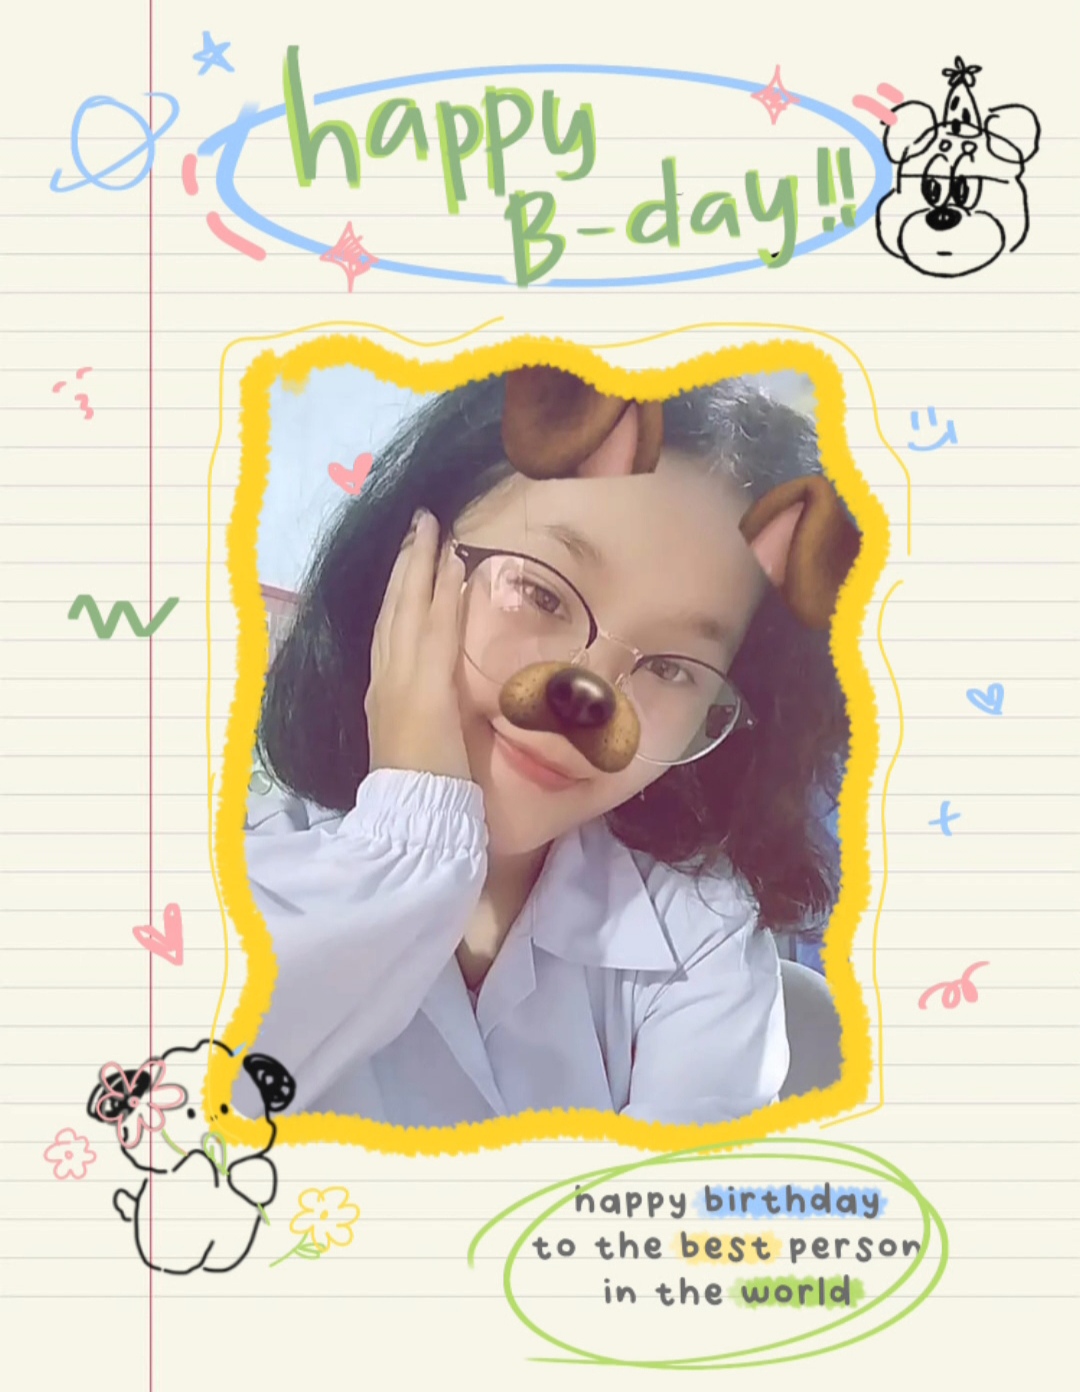 happy
B-day!!
happy birthday
to the best person
in the world